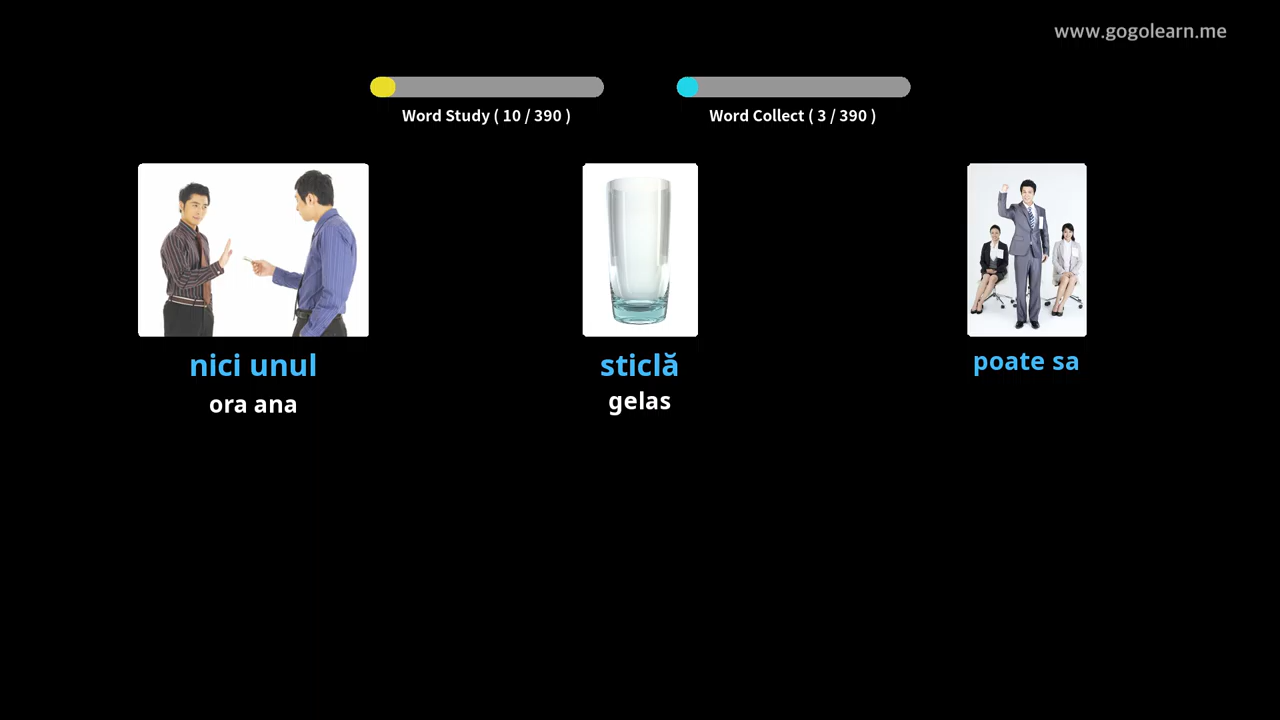 www.gogolearn.me
Word Study ( 10 / 390 )
Word Collect ( 3 / 390 )
nici unul
ora ana
sticlă
gelas
poate sa